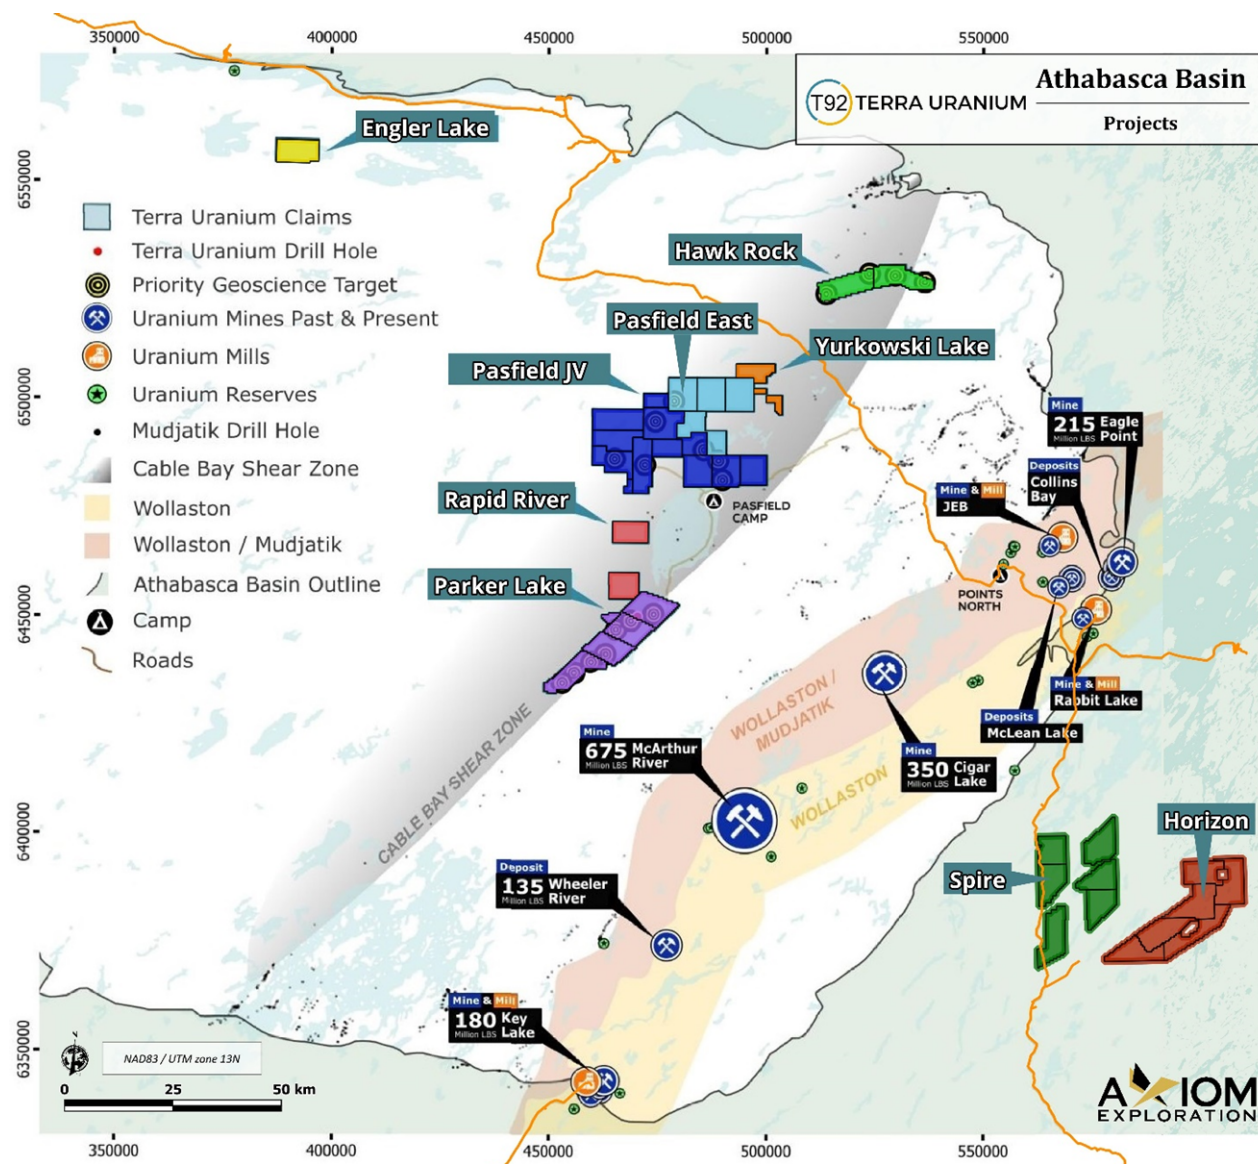 350000
400000
450000
500000
550000
T92 TERRA URANIUM
Athabasca Basin
Projects
Engler Lake
6550000
6500000
6450000
6400000
6350000
Terra Uranium Claims
Terra Uranium Drill Hole
Priority Geoscience Target
Uranium Mines Past & Present
Uranium Mills
Uranium Reserves
Mudjatik Drill Hole
Cable Bay Shear Zone
Wollaston
Wollaston / Mudjatik
Athabasca Basin Outline
Camp
Roads
Hawk Rock
Pasfield East
Yurkowski Lake
Pasfield JV
Rapid River
Parker Lake
PASFIELD
CAMP
Mine
215 Eagle Point
Million LBS
Deposits
Collins
Bay
Mine & Mill
JEB
POINTS
NORTH
Mine & Mill
Rabbit Lake
Deposits
McLean Lake
WOLLASTON /
MUDJATIK
WOLLASTON
CABLE BAY SHEAR ZONE
Mine
675 McArthur River
Million LBS
Mine
350 Cigar Lake
Million LBS
Deposit
135 Wheeler River
Million LBS
Mine & Mill
180 Key Lake
Million LBS
Spire
Horizon
NAD83 / UTM zone 13N
0 25 50 km
AXIOM
EXPLORATION
350000
400000
450000
500000
550000